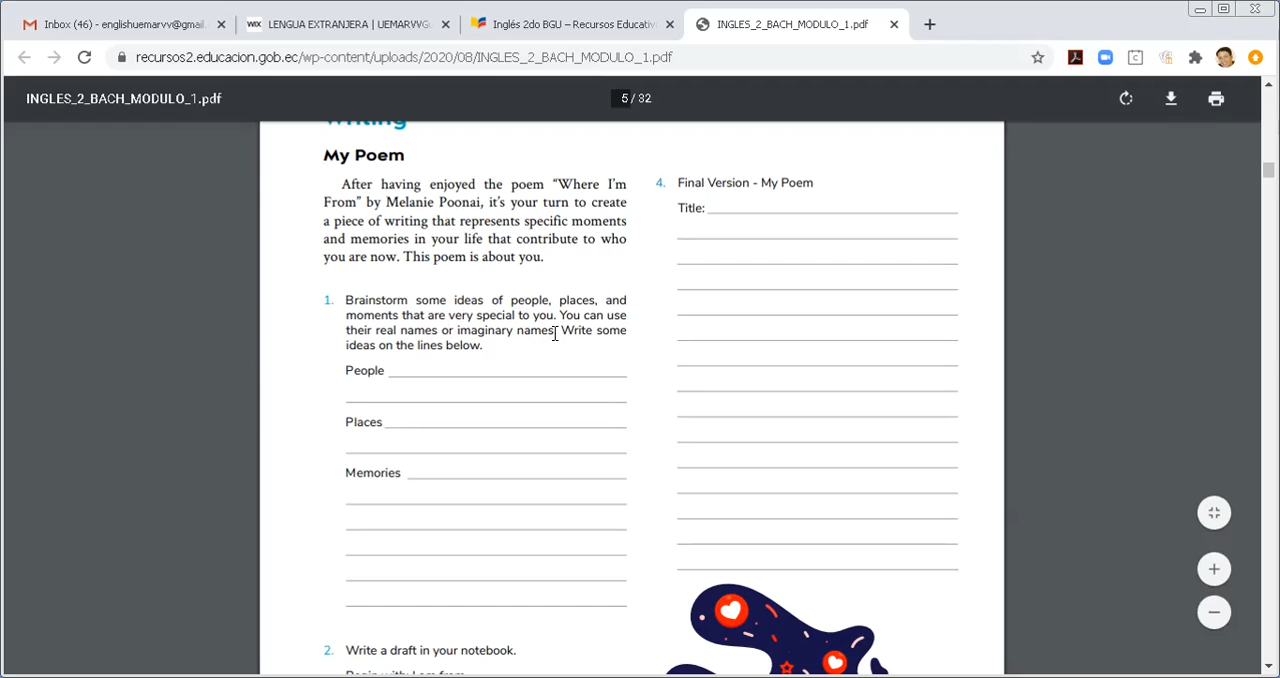 Inbox (46) - englishuemarvv@gmail.
LENGUA EXTRANJERA | UEMARVVG
Inglés 2do BGU – Recursos Educativ
INGLES_2_BACH_MODULO_1.pdf
recursos2.educacion.gob.ec/wp-content/uploads/2020/08/INGLES_2_BACH_MODULO_1.pdf
INGLES_2_BACH_MODULO_1.pdf
5 / 32
Writing
My Poem
After having enjoyed the poem “Where I’m
From” by Melanie Poonai, it’s your turn to create
a piece of writing that represents specific moments
and memories in your life that contribute to who
you are now. This poem is about you.
1. Brainstorm some ideas of people, places, and
moments that are very special to you. You can use
their real names or imaginary names. Write some
ideas on the lines below.
People
Places
Memories
2. Write a draft in your notebook.
Begin with I am from
4. Final Version - My Poem
Title: